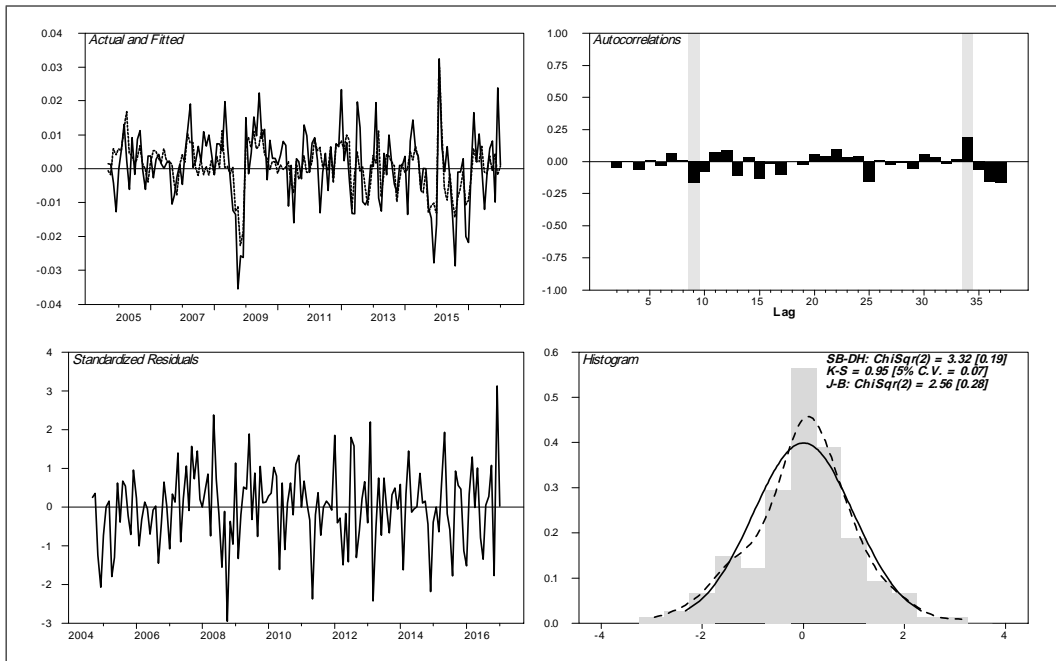 Actual and Fitted
0.04
0.03
0.02
0.01
0.00
-0.01
-0.02
-0.03
-0.04
2005 2007 2009 2011 2013 2015
Autocorrelations
1.00
0.75
0.50
0.25
0.00
-0.25
-0.50
-0.75
-1.00
5 10 15 20 25 30 35
Lag
Standardized Residuals
4
3
2
1
0
-1
-2
-3
2004 2006 2008 2010 2012 2014 2016
Histogram
SB-DH: ChiSqr(2) = 3.32 [0.19]
K-S = 0.95 [5% C.V. = 0.07]
J-B: ChiSqr(2) = 2.56 [0.28]
0.6
0.5
0.4
0.3
0.2
0.1
0.0
-4 -2 0 2 4